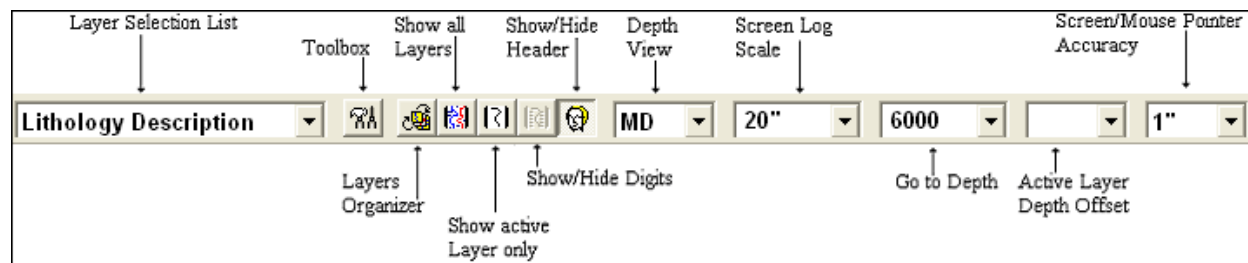 Layer Selection List
Toolbox
Show all
Layers
Show/Hide
Header
Depth
View
Screen Log
Scale
Screen/Mouse Pointer
Accuracy
Lithology Description
MD
20"
6000
1"
Layers
Organizer
Show active
Layer only
Show/Hide Digits
Go to Depth
Active Layer
Depth Offset